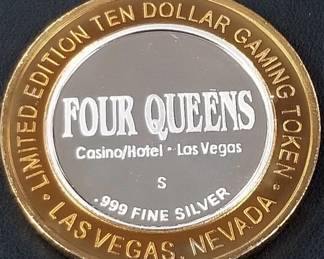 LIMITED EDITION TEN DOLLAR GAMING TOKEN
FOUR QUEENS
Casino/Hotel · Las Vegas
S
.999 FINE SILVER
· LAS VEGAS, NEVADA ·